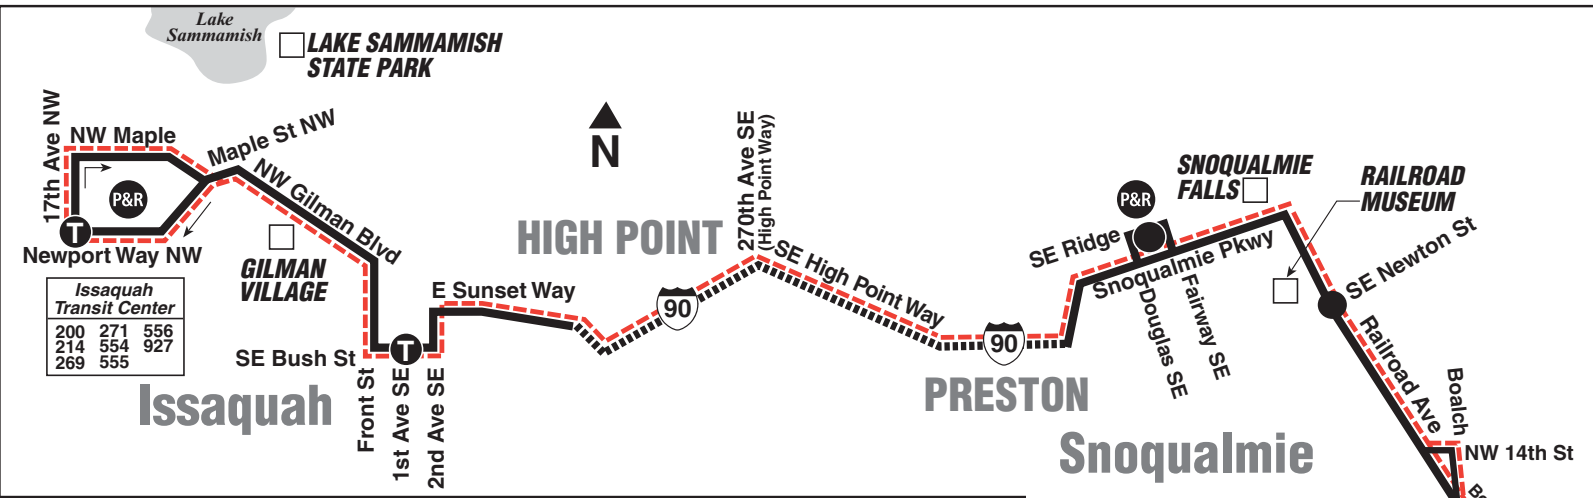 Lake
Sammamish
LAKE SAMMAMISH
STATE PARK
17th Ave NW
NW Maple
Maple St NW
P&R
T
Newport Way NW
NW Gilman Blvd
GILMAN
VILLAGE
Issaquah
Transit Center
200 271 556
214 554 927
269 555
Issaquah
SE Bush St
T
Front St
1st Ave SE
2nd Ave SE
E Sunset Way
N
HIGH POINT
90
270th Ave SE
(High Point Way)
SE High Point Way
90
PRESTON
SE Ridge
P&R
Snoqualmie Pkwy
Douglas SE
Fairway SE
SNOQUALMIE
FALLS
RAILROAD
MUSEUM
SE Newton St
Railroad Ave
Boalch
NW 14th St
Snoqualmie